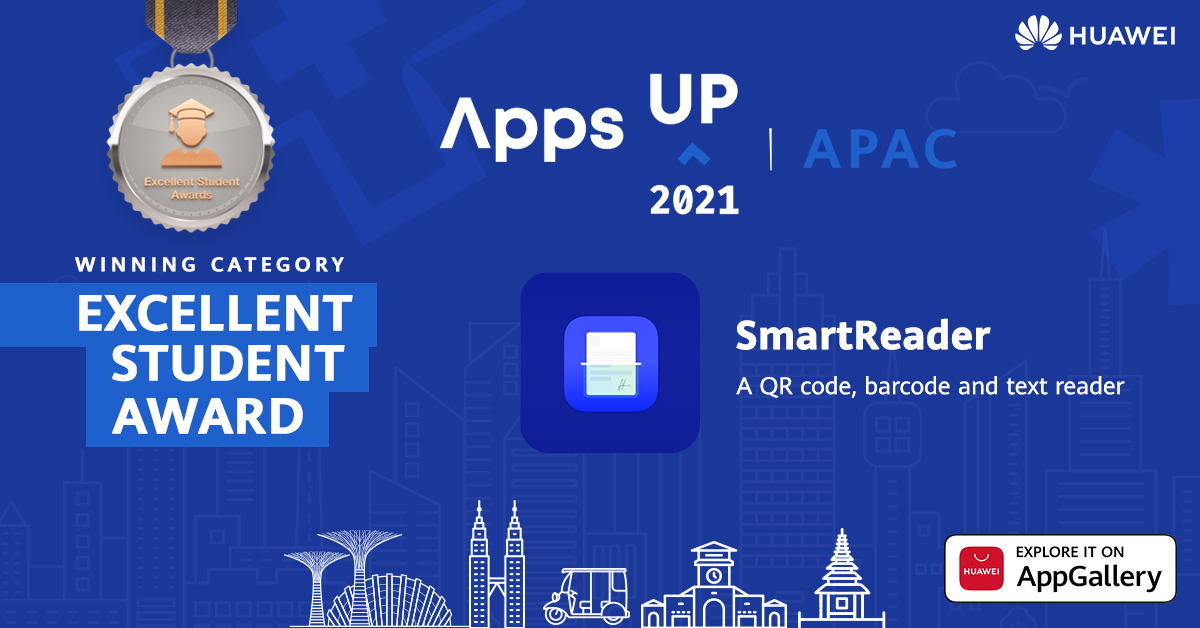 HUAWEI
Apps UP
2021
APAC
Excellent Student
Awards
WINNING CATEGORY
EXCELLENT
STUDENT
AWARD
SmartReader
A QR code, barcode and text reader
HUAWEI
EXPLORE IT ON
AppGallery